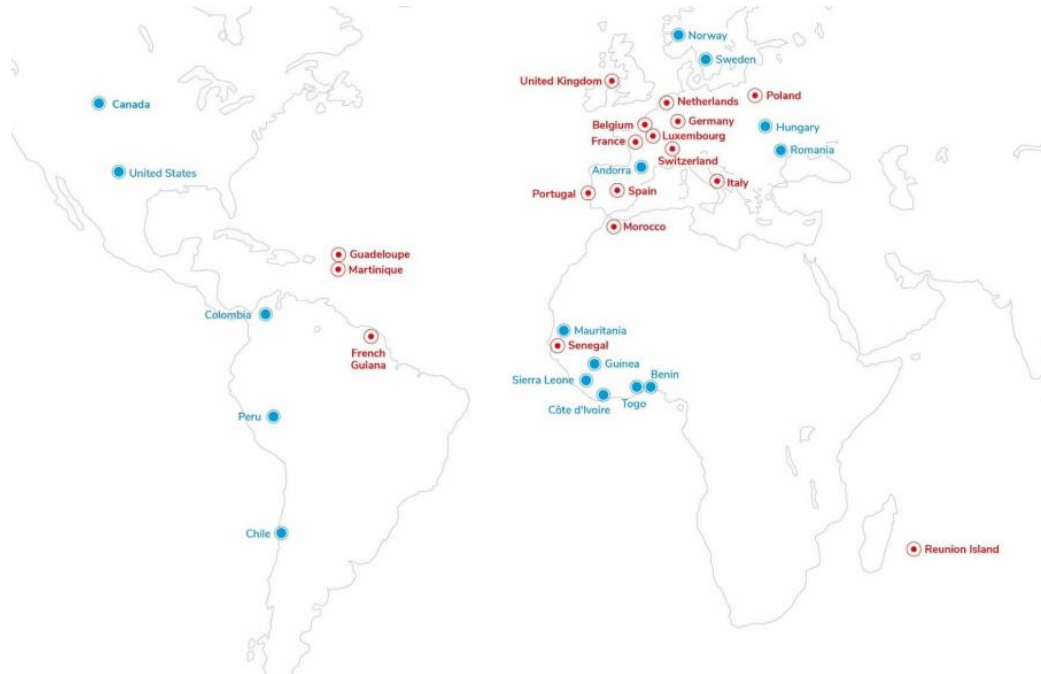 Norway
Sweden
United Kingdom
Canada
Netherlands
Poland
Belgium
Germany
Hungary
Luxembourg
France
Romania
Switzerland
Andorra
United States
Italy
Portugal
Spain
Morocco
Guadeloupe
Martinique
Colombia
Mauritania
Senegal
French
Guiana
Guinea
Benin
Sierra Leone
Togo
Côte d'Ivoire
Peru
Chile
Reunion Island